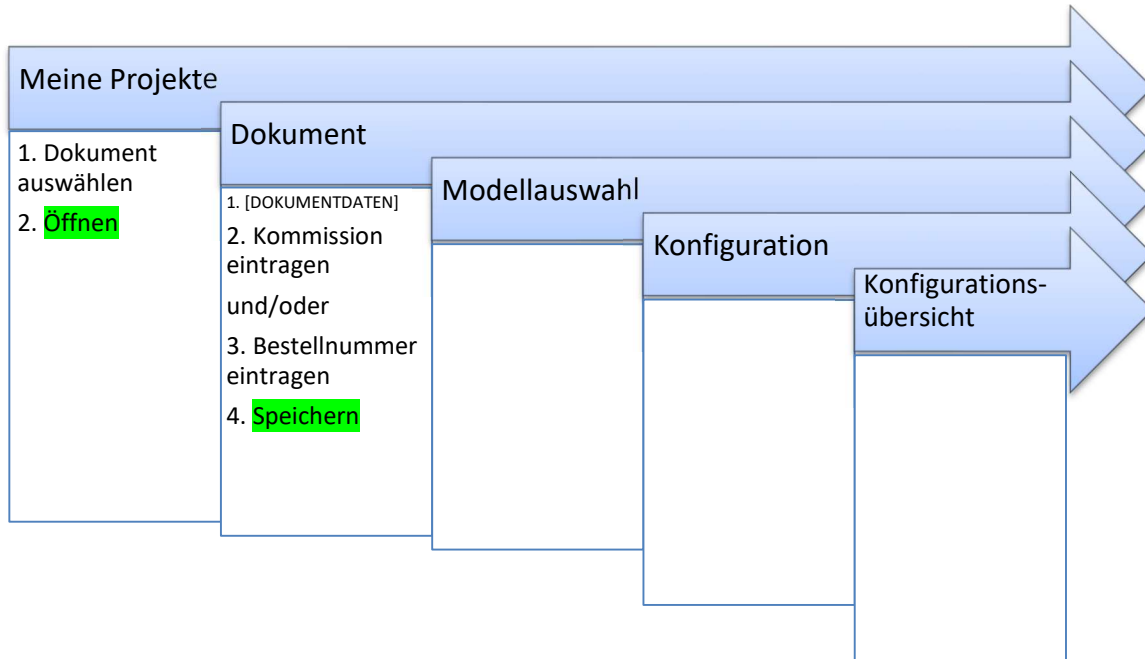 Meine Projekte
1. Dokument
auswählen
2. Öffnen
Dokument
1. [DOKUMENTDATEN]
2. Kommission
eintragen
und/oder
3. Bestellnummer
eintragen
4. Speichern
Modellauswahl
Konfiguration
Konfigurations-
übersicht